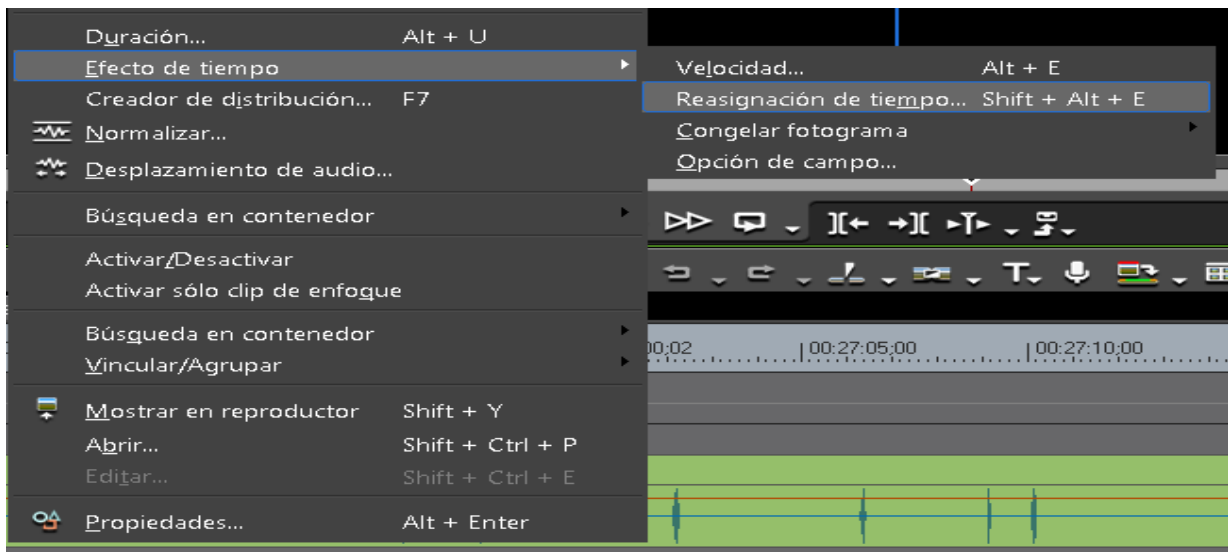 Duración... Alt + U
Efecto de tiempo
Creador de distribución... F7
Normalizar...
Desplazamiento de audio...
Búsqueda en contenedor
Activar/Desactivar
Activar sólo clip de enfoque
Búsqueda en contenedor
Vincular/Agrupar
Mostrar en reproductor Shift + Y
Abrir... Shift + Ctrl + P
Editar... Shift + Ctrl + E
Propiedades... Alt + Enter
Velocidad... Alt + E
Reasignación de tiempo... Shift + Alt + E
Congelar fotograma
Opción de campo...
T
00;02 00:27:05;00 00:27:10;00